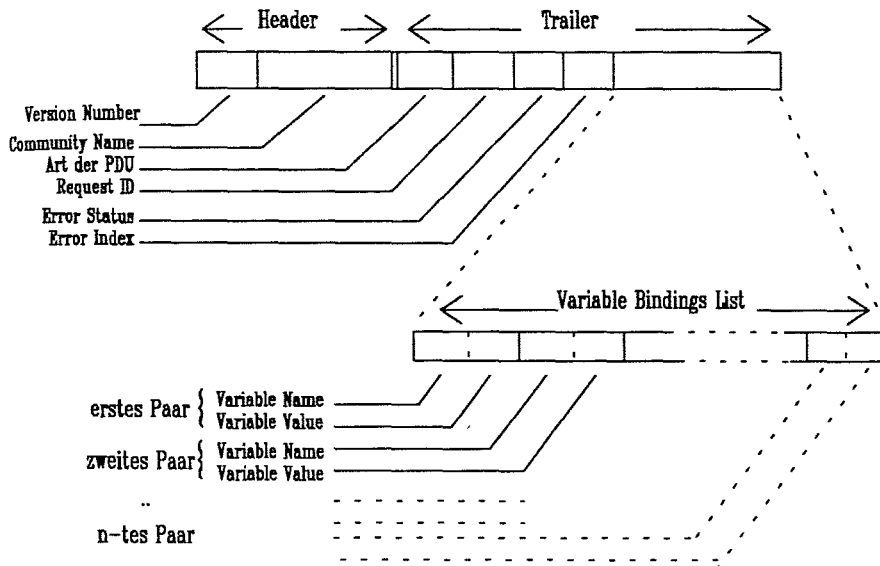 Header
Trailer
Version Number
Community Name
Art der PDU
Request ID
Error Status
Error Index
Variable Bindings List
erstes Paar { Variable Name
Variable Value
zweites Paar { Variable Name
Variable Value
..
n-tes Paar